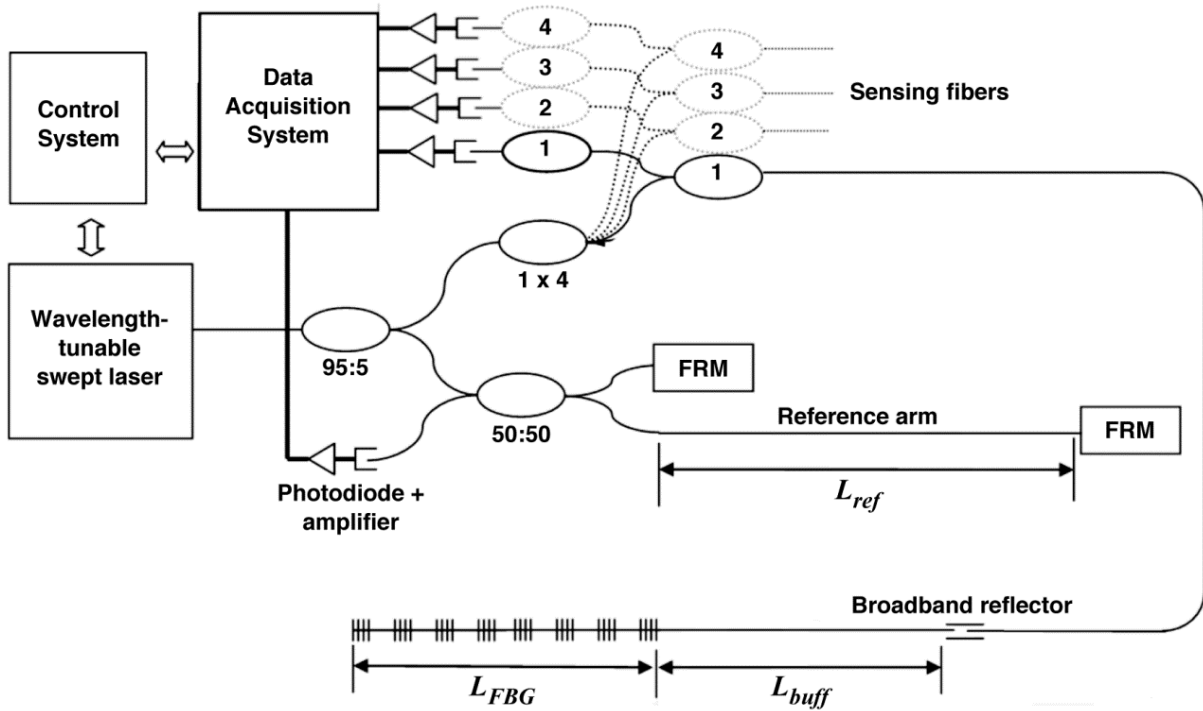 4
4
Data
Acquisition
System
3
3
Sensing fibers
Control
System
2
2
1
1
1 x 4
Wavelength-
tunable
swept laser
95:5
FRM
50:50
Reference arm
FRM
Photodiode +
amplifier
L_ref
Broadband reflector
L_FBG
L_buff